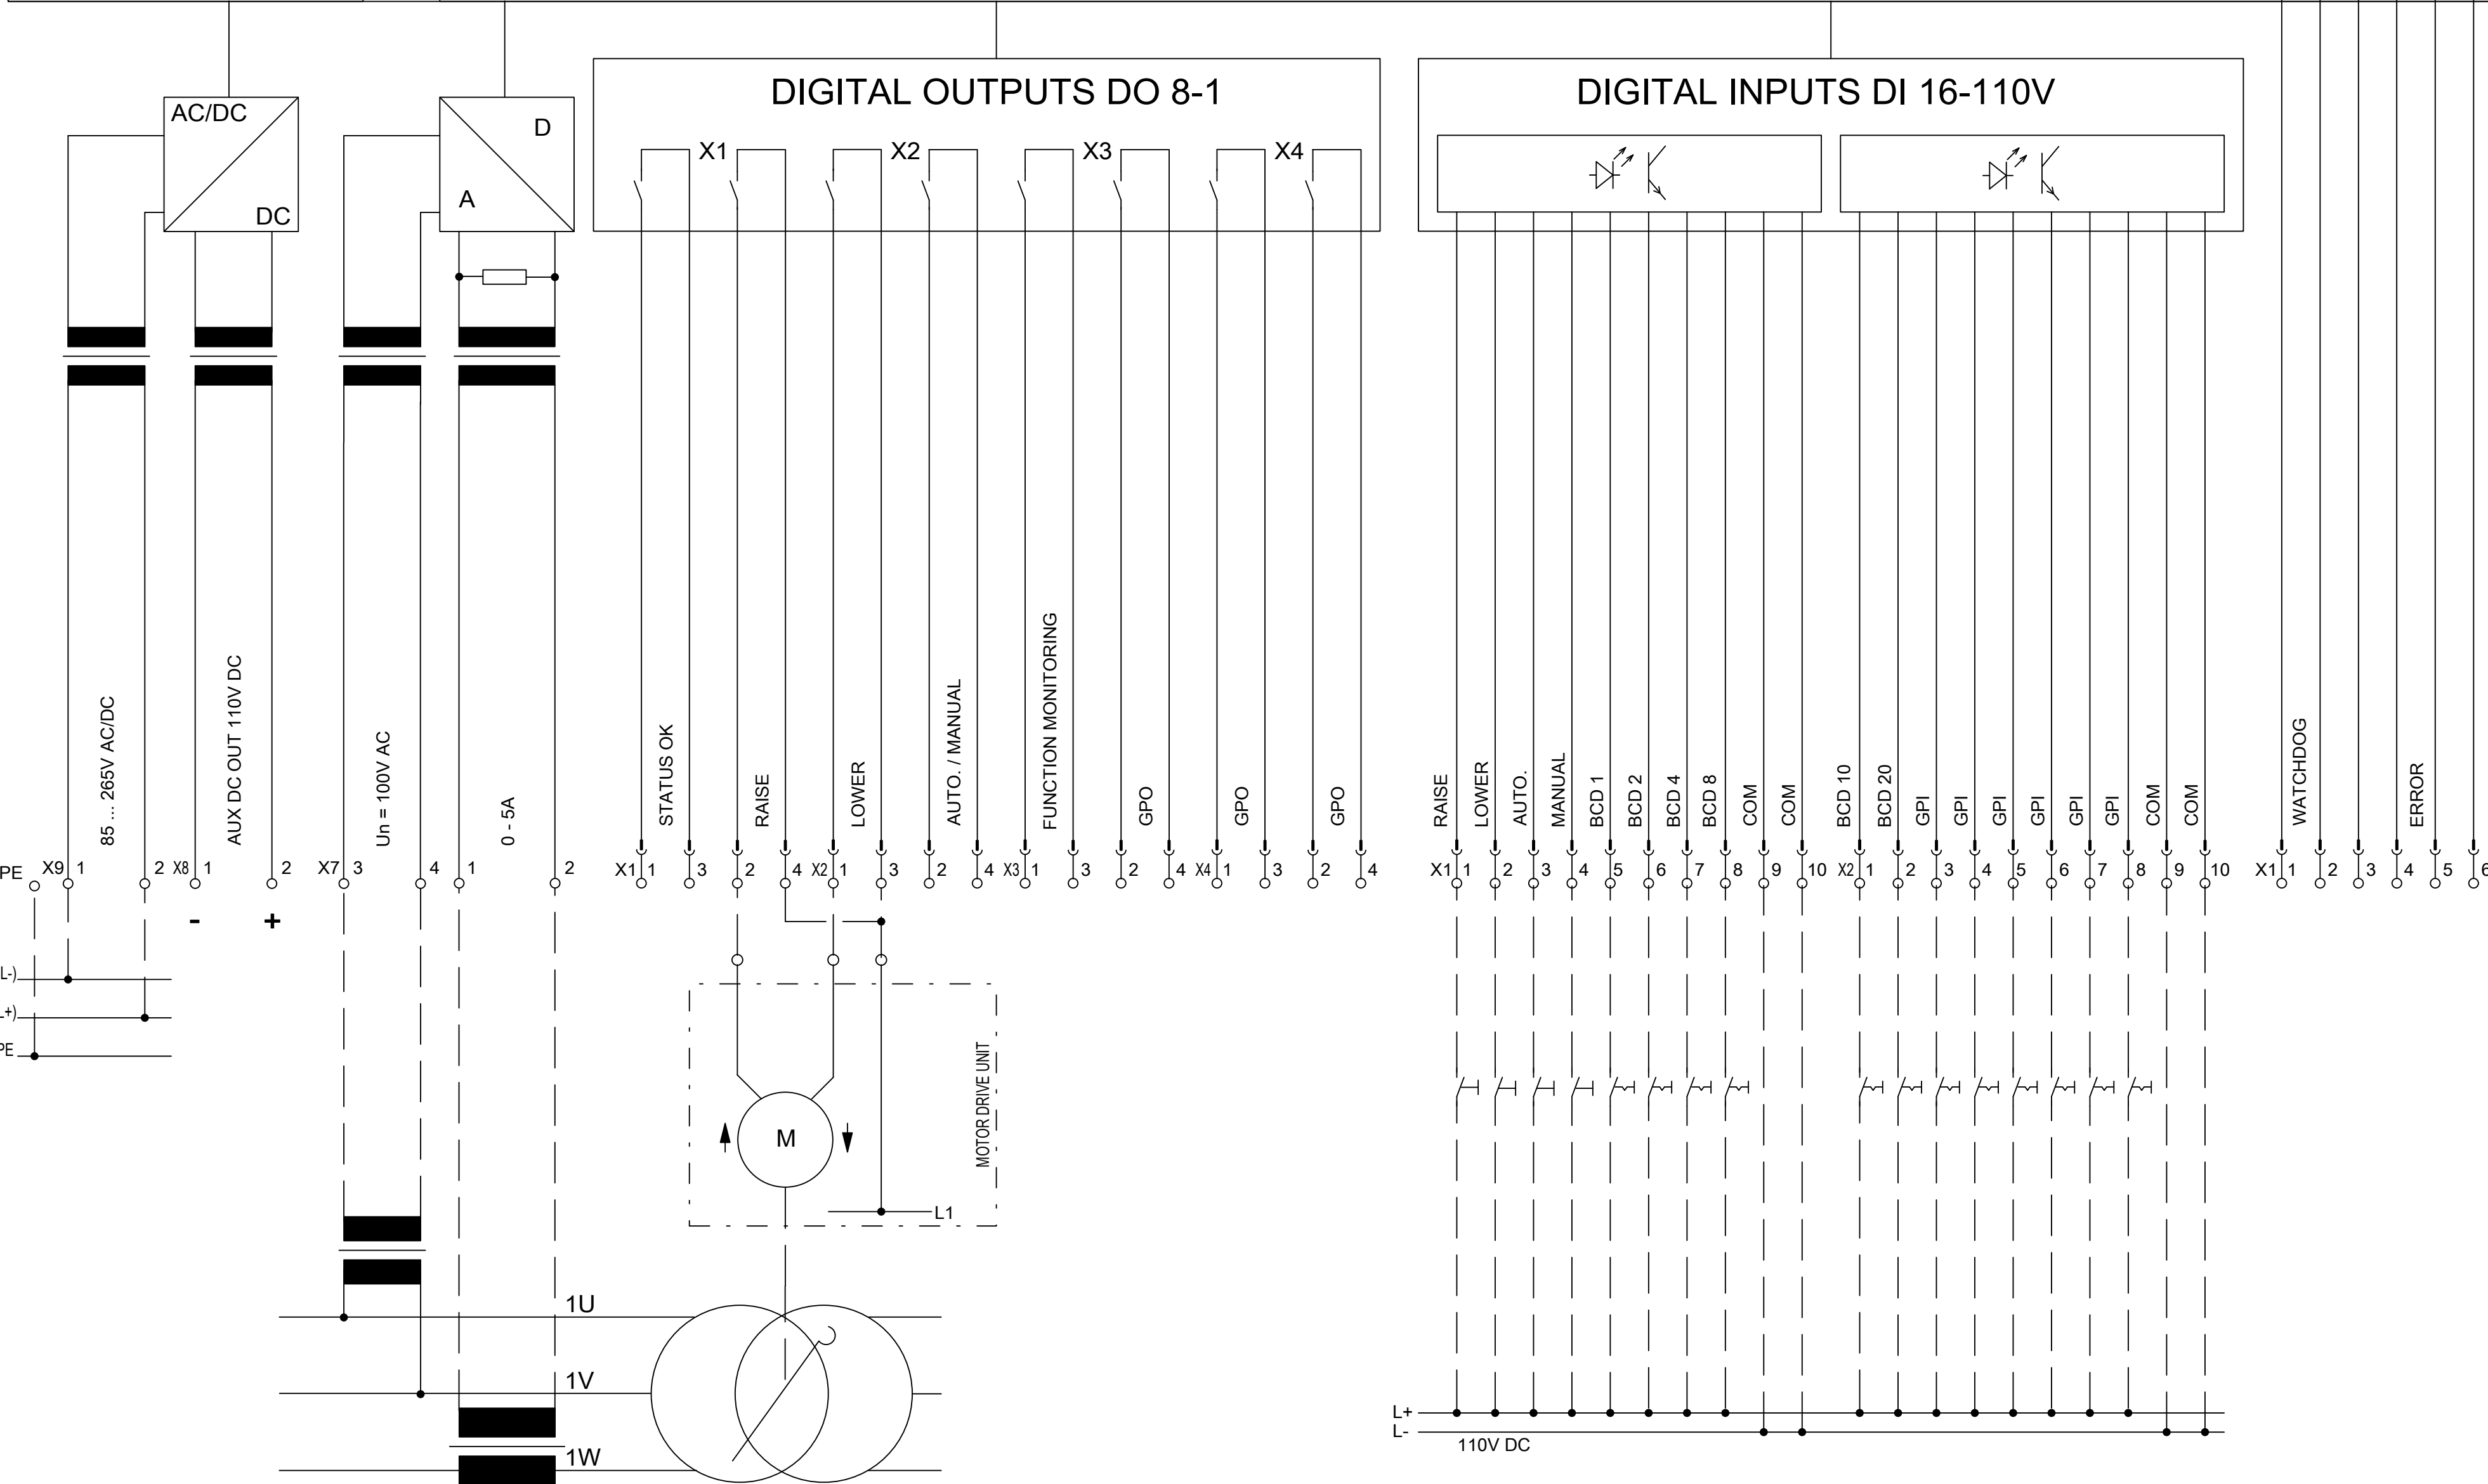 DIGITAL OUTPUTS DO 8-1
DIGITAL INPUTS DI 16-110V
AC/DC
DC
D
A
X1
X2
X3
X4
85 ... 265V AC/DC
AUX DC OUT 110V DC
Un = 100V AC
0 - 5A
STATUS OK
RAISE
LOWER
AUTO. / MANUAL
FUNCTION MONITORING
GPO
GPO
GPO
RAISE
LOWER
AUTO.
MANUAL
BCD 1
BCD 2
BCD 4
BCD 8
COM
COM
BCD 10
BCD 20
GPI
GPI
GPI
GPI
GPI
GPI
COM
COM
WATCHDOG
ERROR
PE X9 1 2 X8 1 2 X7 3 4 1 2
X1 1 3 2 4 X2 1 3 2 4 X3 1 3 2 4 X4 1 3 2 4
X1 1 2 3 4 5 6 7 8 9 10 X2 1 2 3 4 5 6 7 8 9 10
X1 1 2 3 4 5 6
- +
L-)
L+)
PE
MOTOR DRIVE UNIT
M
L1
1U
1V
1W
L+
L-
110V DC